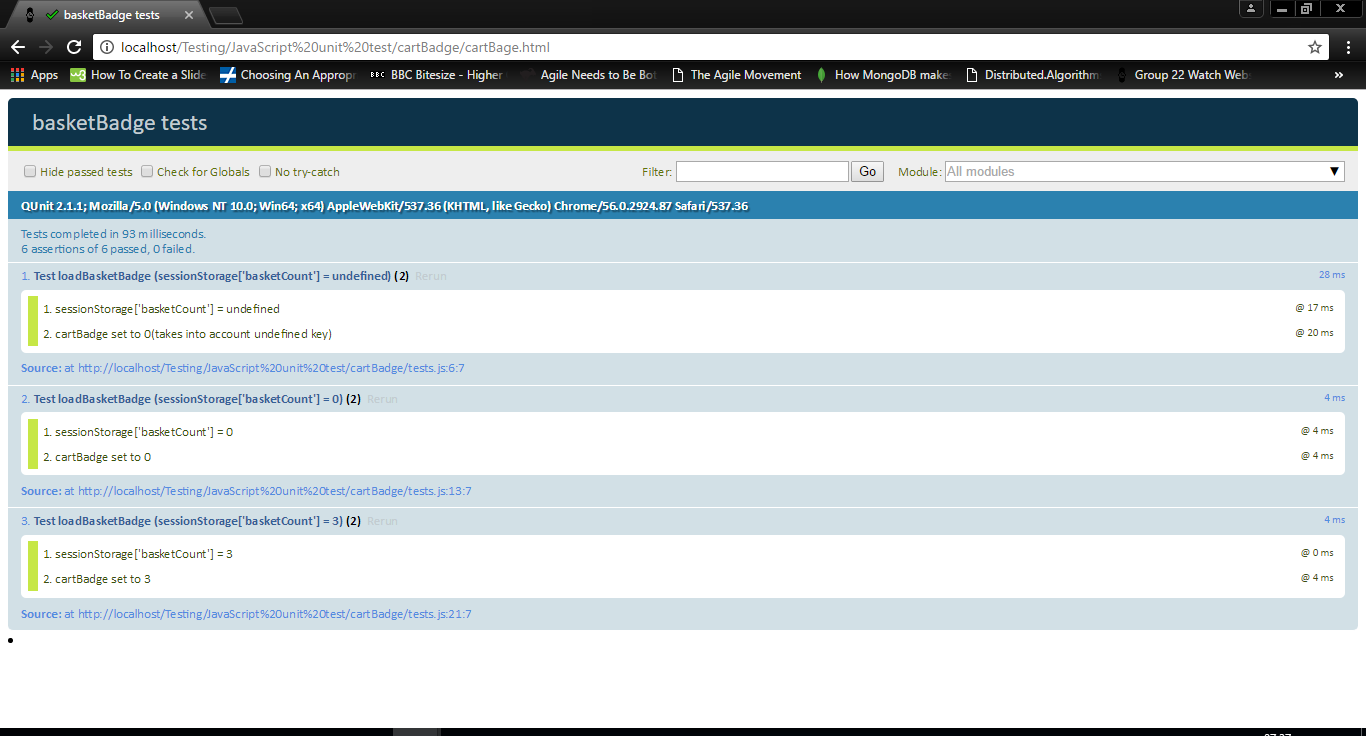 basketBadge tests
localhost/Testing/JavaScript%20unit%20test/cartBadge/cartBage.html
Apps How To Create a Slide Choosing An Appropr BBC BBC Bitesize - Higher Agile Needs to Be Bot The Agile Movement How MongoDB make Distributed.Algorithm Group 22 Watch Webs »
basketBadge tests
Hide passed tests Check for Globals No try-catch Filter: Go Module: All modules ▼
QUnit 2.1.1; Mozilla/5.0 (Windows NT 10.0; Win64; x64) AppleWebKit/537.36 (KHTML, like Gecko) Chrome/56.0.2924.87 Safari/537.36
Tests completed in 93 milliseconds.
6 assertions of 6 passed, 0 failed.
1. Test loadBasketBadge (sessionStorage['basketCount'] = undefined) (2) Rerun 28 ms
1. sessionStorage['basketCount'] = undefined @ 17 ms
2. cartBadge set to 0(takes into account undefined key) @ 20 ms
Source: at http://localhost/Testing/JavaScript%20unit%20test/cartBadge/tests.js:6:7
2. Test loadBasketBadge (sessionStorage['basketCount'] = 0) (2) Rerun 4 ms
1. sessionStorage['basketCount'] = 0 @ 4 ms
2. cartBadge set to 0 @ 4 ms
Source: at http://localhost/Testing/JavaScript%20unit%20test/cartBadge/tests.js:13:7
3. Test loadBasketBadge (sessionStorage['basketCount'] = 3) (2) Rerun 4 ms
1. sessionStorage['basketCount'] = 3 @ 0 ms
2. cartBadge set to 3 @ 4 ms
Source: at http://localhost/Testing/JavaScript%20unit%20test/cartBadge/tests.js:21:7